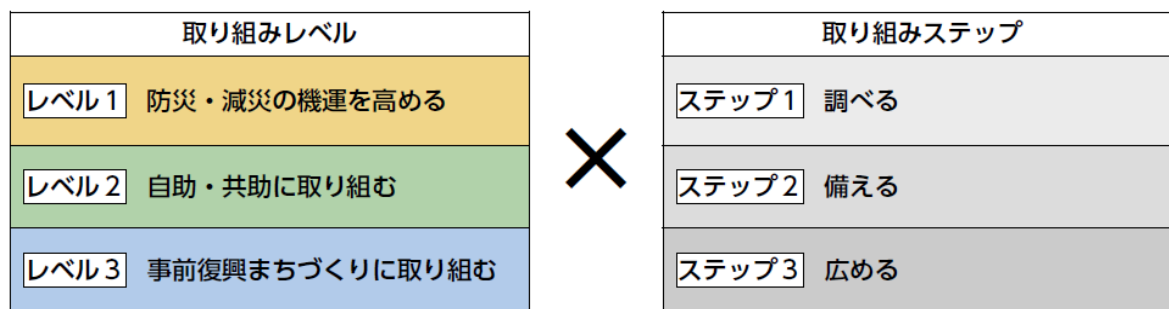 取り組みレベル
レベル1 防災・減災の機運を高める
レベル2 自助・共助に取り組む
レベル3 事前復興まちづくりに取り組む
×
取り組みステップ
ステップ1 調べる
ステップ2 備える
ステップ3 広める